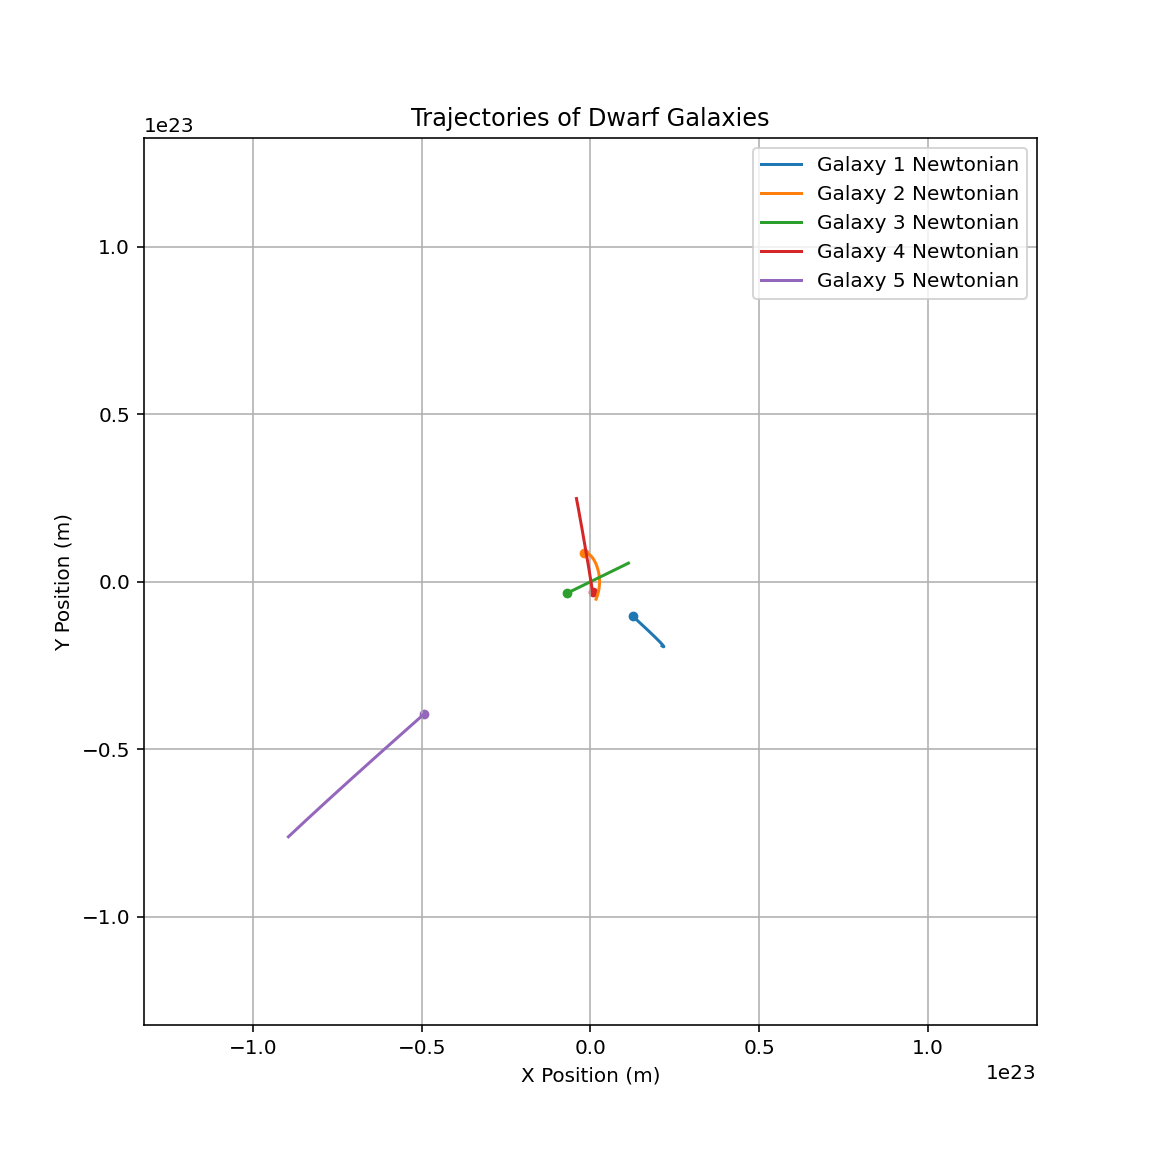 Trajectories of Dwarf Galaxies
1e23
Galaxy 1 Newtonian
Galaxy 2 Newtonian
Galaxy 3 Newtonian
Galaxy 4 Newtonian
Galaxy 5 Newtonian
1.0
0.5
0.0
−0.5
−1.0
Y Position (m)
−1.0 −0.5 0.0 0.5 1.0
1e23
X Position (m)